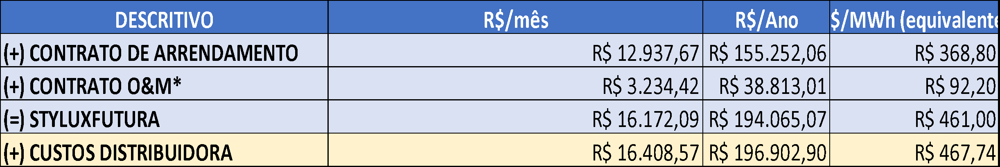 DESCRITIVO R$/mês R$/Ano $/MWh (equivalente
(+) CONTRATO DE ARRENDAMENTO R$ 12.937,67 R$ 155.252,06 R$ 368,80
(+) CONTRATO O&M* R$ 3.234,42 R$ 38.813,01 R$ 92,20
(=) STYLUXFUTURA R$ 16.172,09 R$ 194.065,07 R$ 461,00
(+) CUSTOS DISTRIBUIDORA R$ 16.408,57 R$ 196.902,90 R$ 467,74